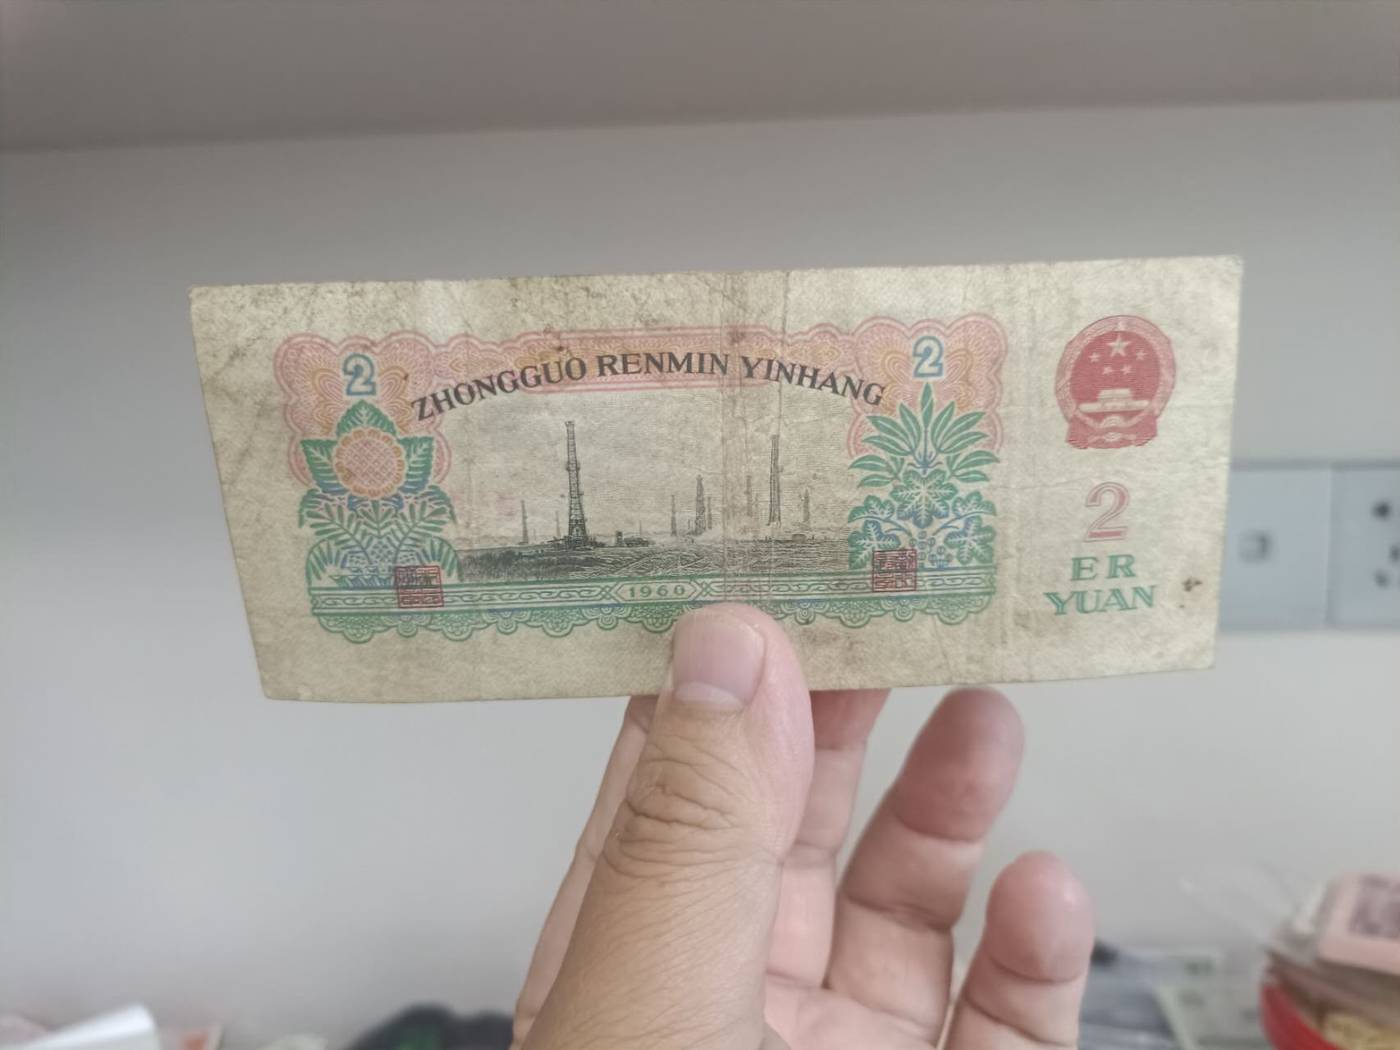 2
2
ZHONGGUO RENMIN YINHANG
1960
2
ER
YUAN